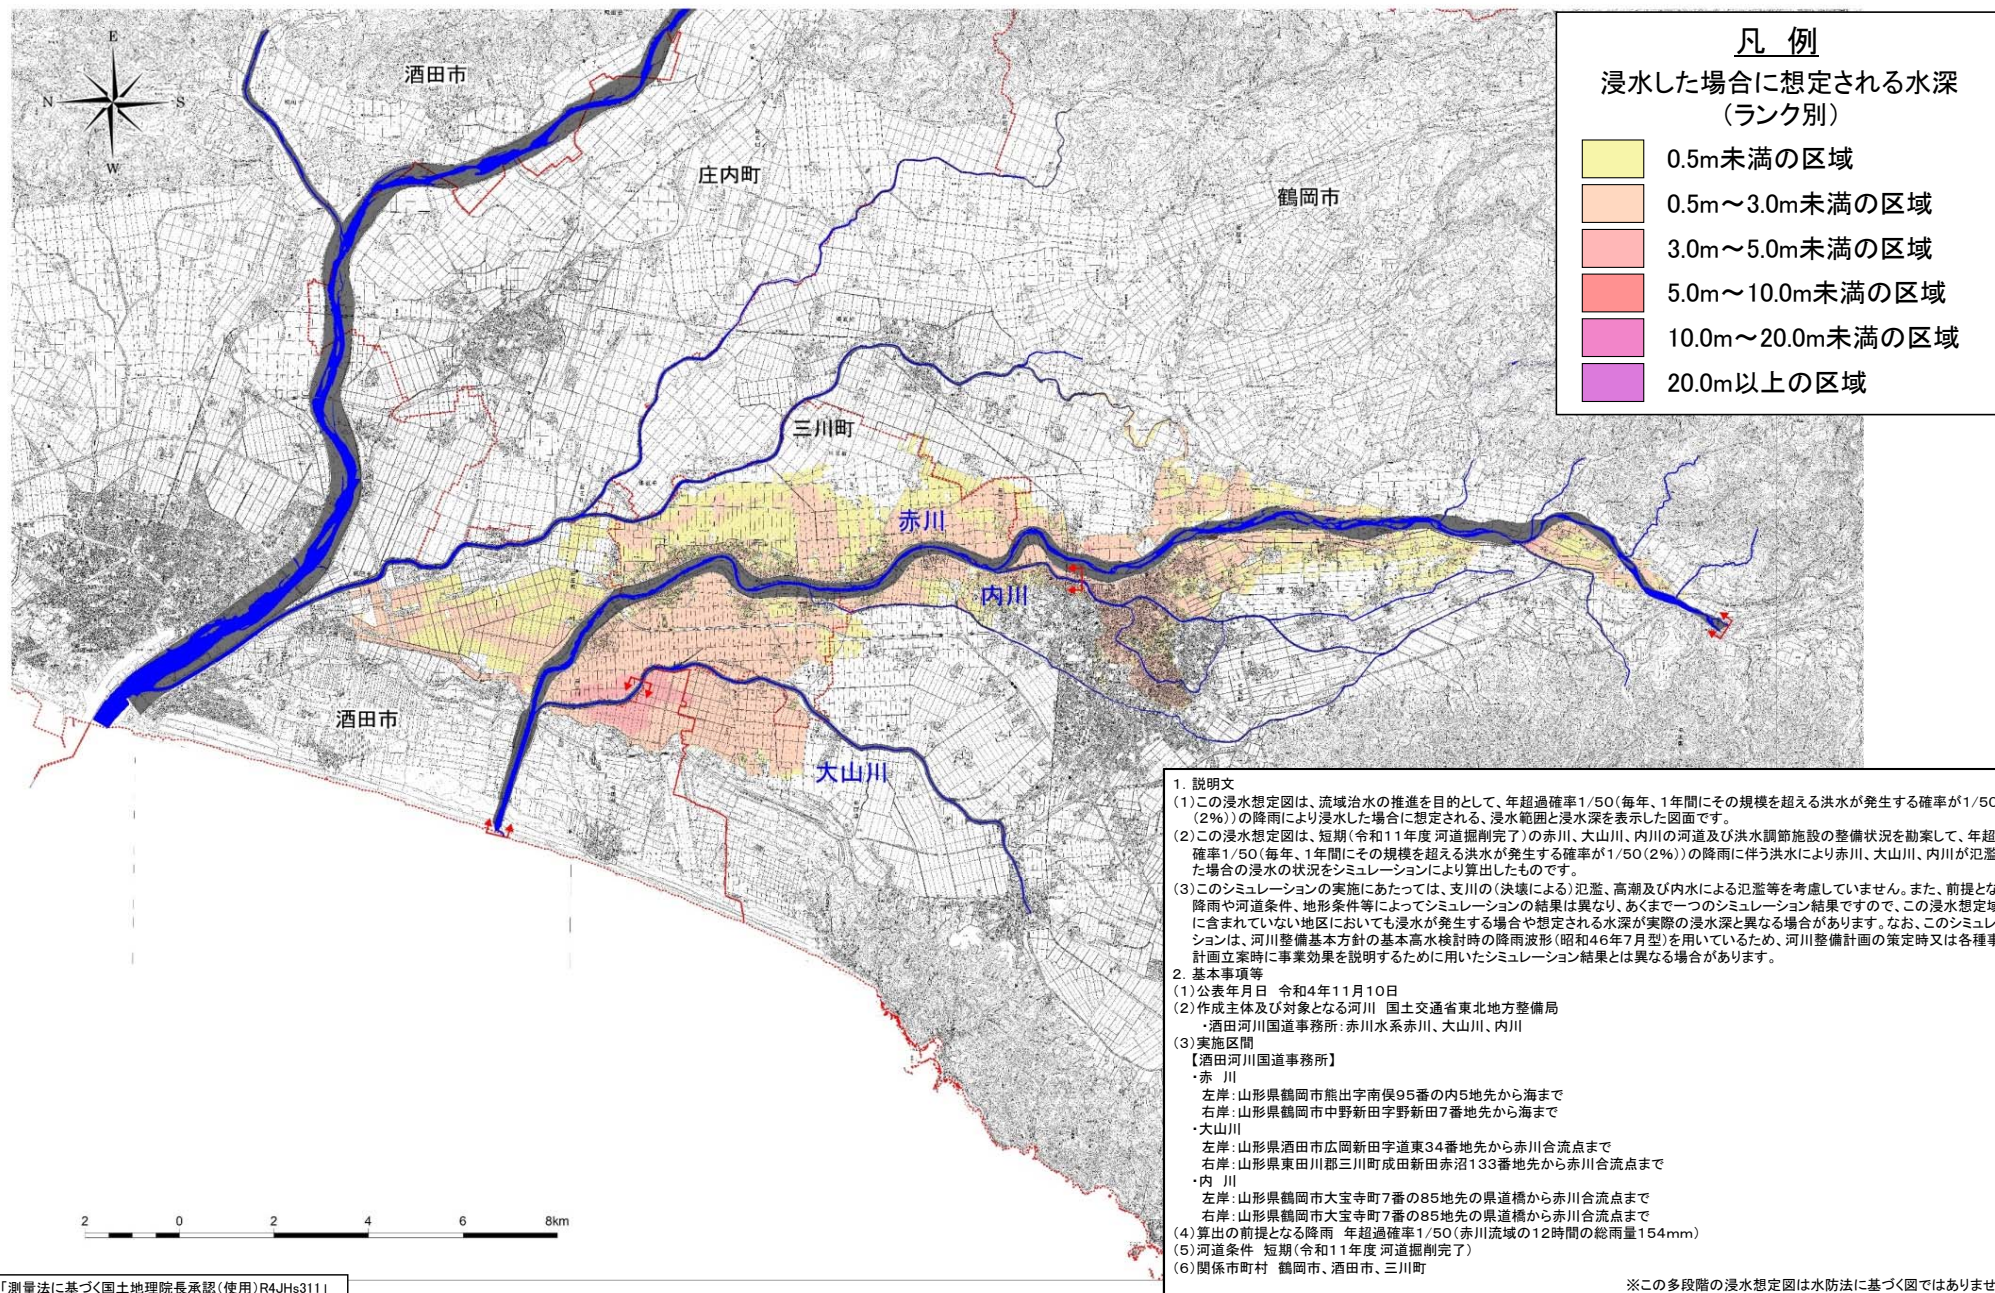 E
N
S
W
酒田市
庄内町
鶴岡市
三川町
赤川
内川
酒田市
大山川
凡 例
浸水した場合に想定される水深
(ランク別)
0.5m未満の区域
0.5m～3.0m未満の区域
3.0m～5.0m未満の区域
5.0m～10.0m未満の区域
10.0m～20.0m未満の区域
20.0m以上の区域
1. 説明文
(1)この浸水想定図は、流域治水の推進を目的として、年超過確率1/50(毎年、1年間にその規模を超える洪水が発生する確率が1/50
(2%))の降雨により浸水した場合に想定される、浸水範囲と浸水深を表示した図面です。
(2)この浸水想定図は、短期(令和11年度 河道掘削完了)の赤川、大山川、内川の河道及び洪水調節施設の整備状況を勘案して、年超
確率1/50(毎年、1年間にその規模を超える洪水が発生する確率が1/50(2%))の降雨に伴う洪水により赤川、大山川、内川が氾濫
た場合の浸水の状況をシミュレーションにより算出したものです。
(3)このシミュレーションの実施にあたっては、支川の(決壊による)氾濫、高潮及び内水による氾濫等を考慮していません。また、前提とな
降雨や河道条件、地形条件等によってシミュレーションの結果は異なり、あくまで一つのシミュレーション結果ですので、この浸水想定域
に含まれていない地区においても浸水が発生する場合や想定される水深が実際の浸水深と異なる場合があります。なお、このシミュレ
ションは、河川整備基本方針の基本高水検討時の降雨波形(昭和46年7月型)を用いているため、河川整備計画の策定時又は各種事
計画立案時に事業効果を説明するために用いたシミュレーション結果とは異なる場合があります。
2. 基本事項等
(1)公表年月日 令和4年11月10日
(2)作成主体及び対象となる河川 国土交通省東北地方整備局
・酒田河川国道事務所:赤川水系赤川、大山川、内川
(3)実施区間
【酒田河川国道事務所】
・赤 川
左岸:山形県鶴岡市熊出字南俣95番の内5地先から海まで
右岸:山形県鶴岡市中野新田字野新田7番地先から海まで
・大山川
左岸:山形県酒田市広岡新田字道東34番地先から赤川合流点まで
右岸:山形県東田川郡三川町成田新田赤沼133番地先から赤川合流点まで
・内 川
左岸:山形県鶴岡市大宝寺町7番の85地先の県道橋から赤川合流点まで
右岸:山形県鶴岡市大宝寺町7番の85地先の県道橋から赤川合流点まで
(4)算出の前提となる降雨 年超過確率1/50(赤川流域の12時間の総雨量154mm)
(5)河道条件 短期(令和11年度 河道掘削完了)
(6)関係市町村 鶴岡市、酒田市、三川町
※この多段階の浸水想定図は水防法に基づく図ではありませ
2 0 2 4 6 8km
「測量法に基づく国土地理院長承認(使用)R4JHs311」